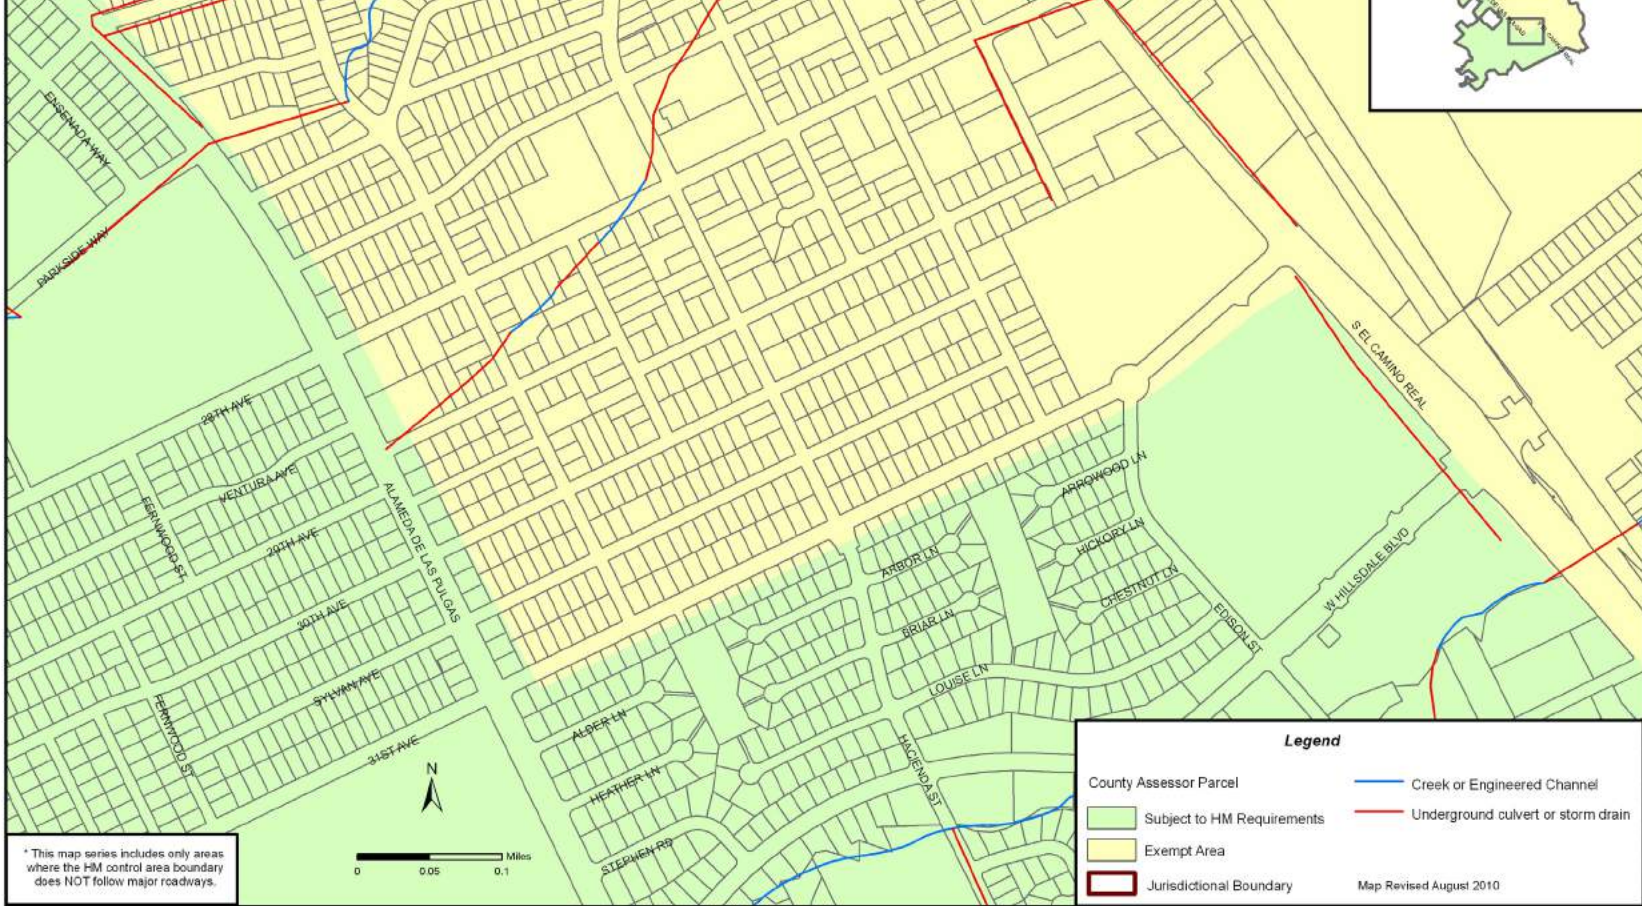 ENSENADA WAY
PARKSIDE WAY
28TH AVE
VENTURA AVE
FERNWOOD ST
29TH AVE
ALAMEDA DE LAS PULGAS
30TH AVE
SYLVAN AVE
FERNWOOD ST
31ST AVE
S EL CAMINO REAL
ARROWOOD LN
HICKORY LN
ARBOR LN
CHESTNUT LN
W HILLSDALE BLVD
EDISON ST
BRIAR LN
LOUISE LN
ALDER LN
HACIENDA ST
HEATHER LN
STEPHEN RD
N
Miles
0 0.05 0.1
* This map series includes only areas
where the HM control area boundary
does NOT follow major roadways.
Legend
County Assessor Parcel
Subject to HM Requirements
Exempt Area
Jurisdictional Boundary
Creek or Engineered Channel
Underground culvert or storm drain
Map Revised August 2010